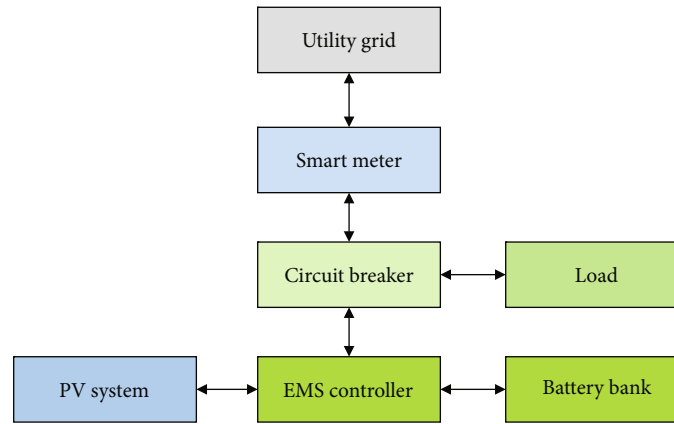 Utility grid
Smart meter
Circuit breaker
Load
PV system
EMS controller
Battery bank